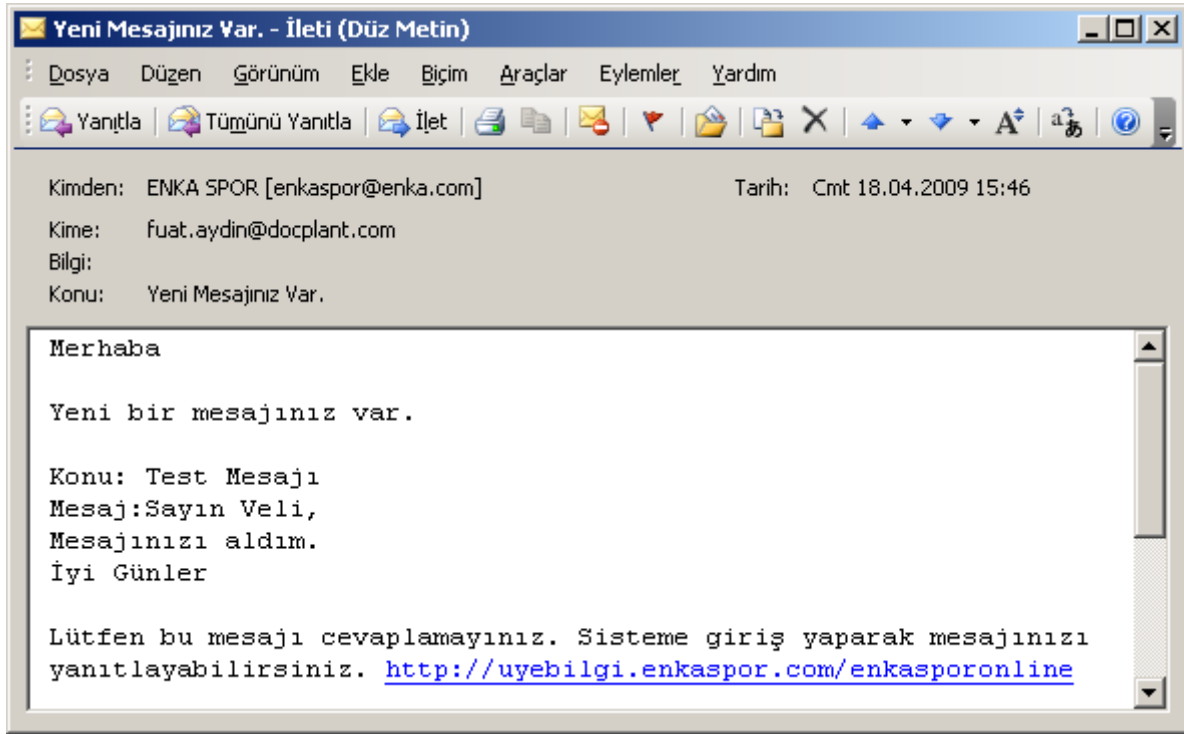 Yeni Mesajınız Var. - İleti (Düz Metin)
Dosya Düzen Görünüm Ekle Biçim Araçlar Eylemler Yardım
Yanıtla Tümünü Yanıtla İlet
Kimden: ENKA SPOR [enkaspor@enka.com] Tarih: Cmt 18.04.2009 15:46
Kime: fuat.aydin@docplant.com
Bilgi:
Konu: Yeni Mesajınız Var.
Merhaba
Yeni bir mesajınız var.
Konu: Test Mesajı
Mesaj:Sayın Veli,
Mesajınızı aldım.
İyi Günler
Lütfen bu mesajı cevaplamayınız. Sisteme giriş yaparak mesajınızı
yanıtlayabilirsiniz. http://uyebilgi.enkaspor.com/enkasporonline